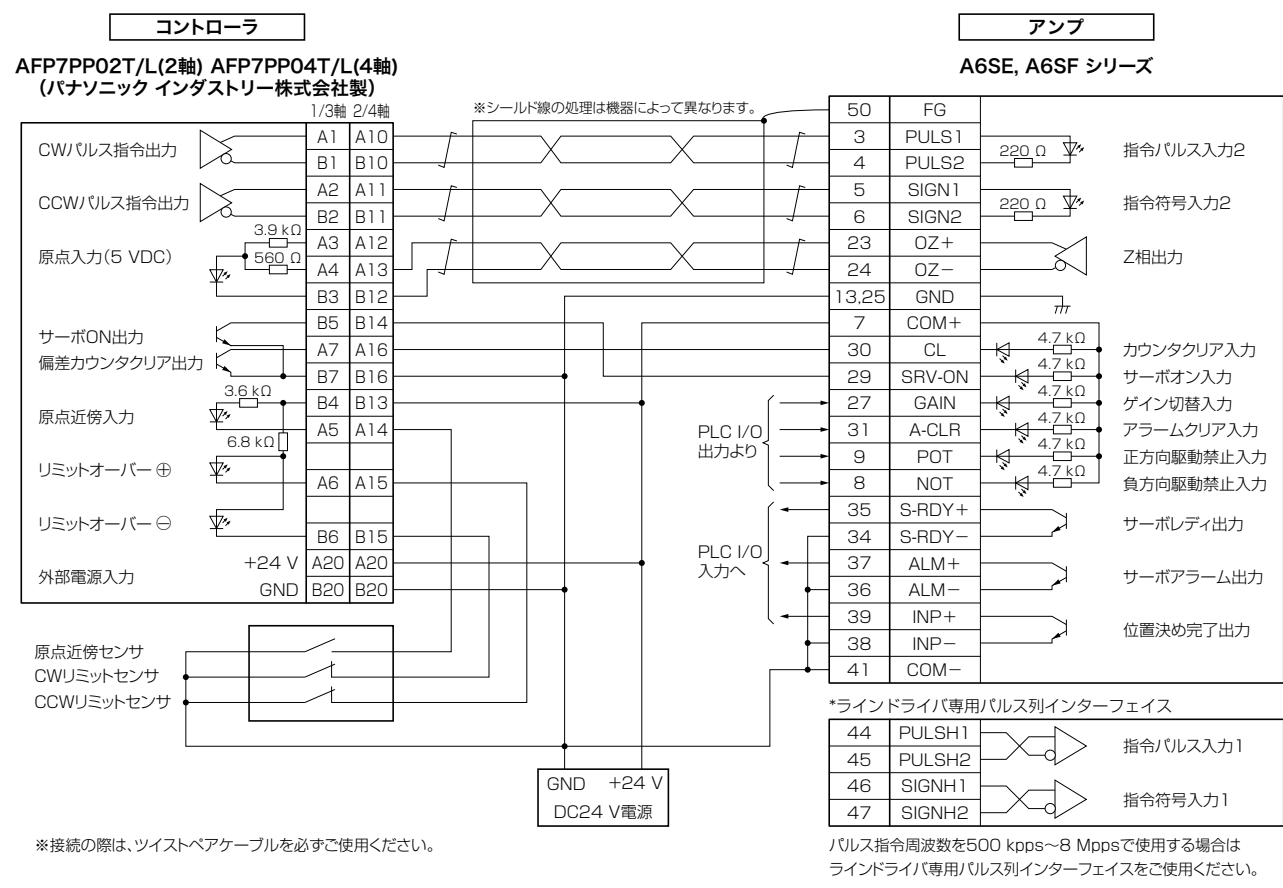 コントローラ
アンプ
AFP7PP02T/L(2軸) AFP7PP04T/L(4軸)
(パナソニック インダストリー株式会社製)
A6SE, A6SF シリーズ
1/3軸 2/4軸
※シールド線の処理は機器によって異なります。
CWパルス指令出力
CCWパルス指令出力
原点入力(5 VDC)
3.9 kΩ
560 Ω
サーボON出力
偏差カウンタクリア出力
原点近傍入力
3.6 kΩ
6.8 kΩ
リミットオーバー ⊕
リミットオーバー ⊖
外部電源入力
+24 V
GND
A1 A10
B1 B10
A2 A11
B2 B11
A3 A12
A4 A13
B3 B12
B5 B14
A7 A16
B7 B16
B4 B13
A5 A14
A6 A15
B6 B15
A20 A20
B20 B20
原点近傍センサ
CWリミットセンサ
CCWリミットセンサ
GND +24 V
DC24 V電源
PLC I/O
出力より
PLC I/O
入力へ
50 FG
3 PULS1
4 PULS2
220 Ω
指令パルス入力2
5 SIGN1
6 SIGN2
220 Ω
指令符号入力2
23 OZ+
24 OZ−
Z相出力
13,25 GND
7 COM+
30 CL 4.7 kΩ カウンタクリア入力
29 SRV-ON 4.7 kΩ サーボオン入力
27 GAIN 4.7 kΩ ゲイン切替入力
31 A-CLR 4.7 kΩ アラームクリア入力
9 POT 4.7 kΩ 正方向駆動禁止入力
8 NOT 4.7 kΩ 負方向駆動禁止入力
35 S-RDY+
34 S-RDY−
サーボレディ出力
37 ALM+
36 ALM−
サーボアラーム出力
39 INP+
38 INP−
位置決め完了出力
41 COM−
*ラインドライバ専用パルス列インターフェイス
44 PULSH1
45 PULSH2
指令パルス入力1
46 SIGNH1
47 SIGNH2
指令符号入力1
※接続の際は、ツイストペアケーブルを必ずご使用ください。
パルス指令周波数を500 kpps～8 Mppsで使用する場合は
ラインドライバ専用パルス列インターフェイスをご使用ください。